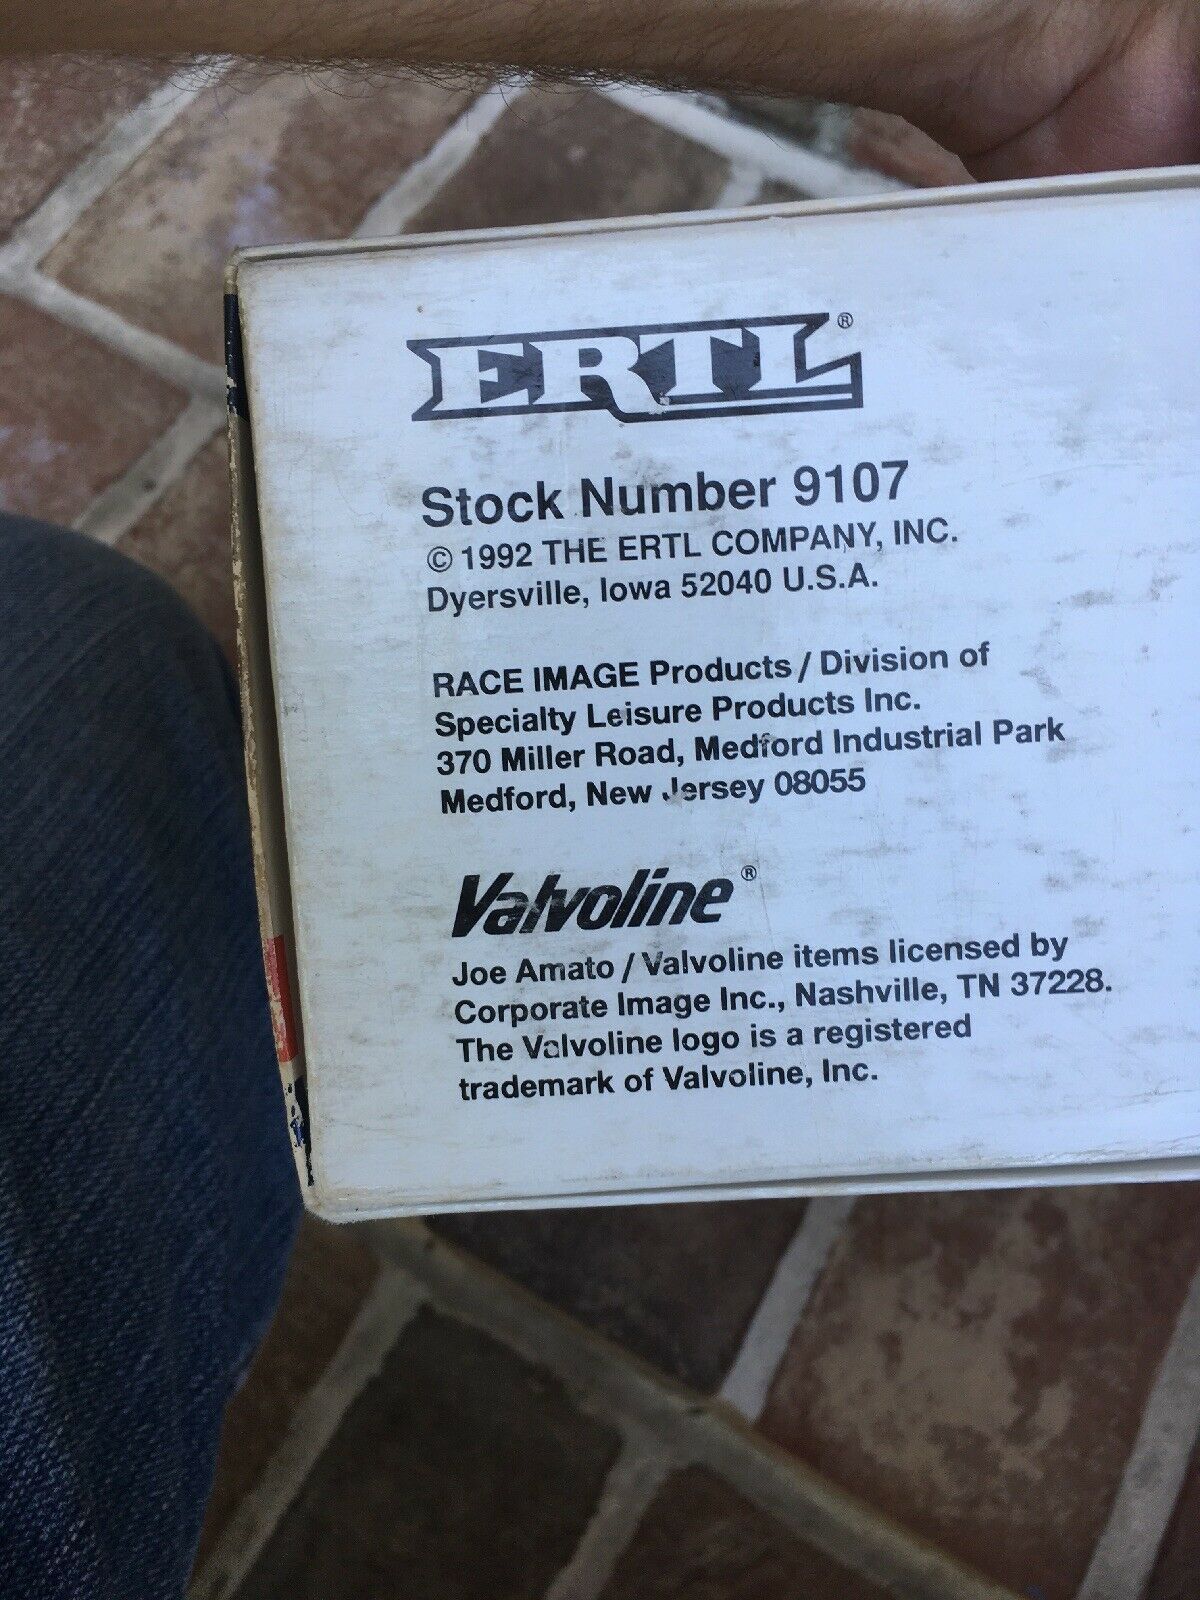 ERTL®
Stock Number 9107
© 1992 THE ERTL COMPANY, INC.
Dyersville, Iowa 52040 U.S.A.
RACE IMAGE Products / Division of
Specialty Leisure Products Inc.
370 Miller Road, Medford Industrial Park
Medford, New Jersey 08055
Valvoline®
Joe Amato / Valvoline items licensed by
Corporate Image Inc., Nashville, TN 37228.
The Valvoline logo is a registered
trademark of Valvoline, Inc.